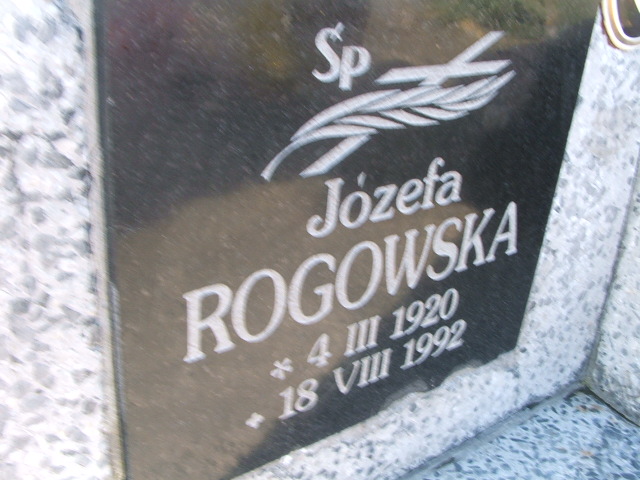 Śp
Józefa
ROGOWSKA
* 4 III 1920
+ 18 VIII 1992